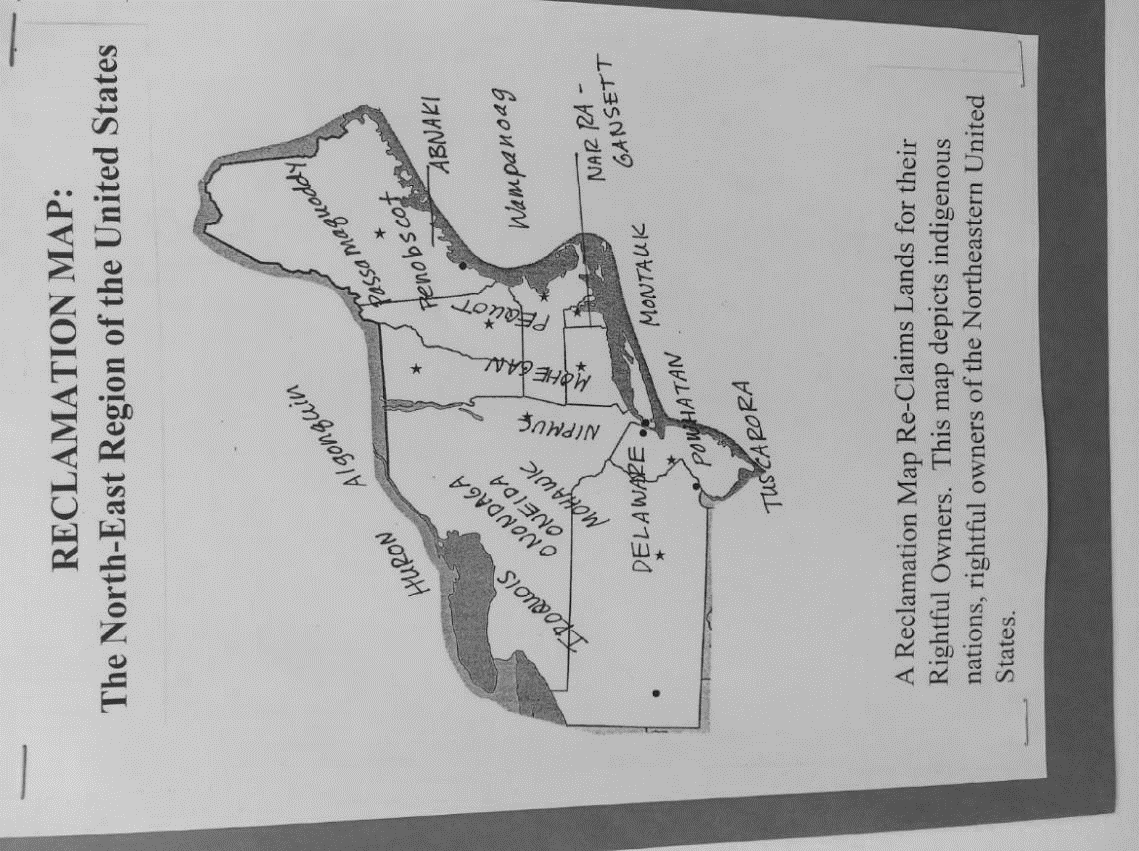 RECLAMATION MAP:
The North-East Region of the United States
Passamaquoddy
Penobscot
ABNAKI
Algonquin
Wampanoag
PEQUOT
HURON
MOHEGAN
NAR RA-
GANSETT
NIPMUC
ONONDAGA
ONEIDA
MOHAWK
IROQUOIS
MONTAUK
DELAWARE
POWHATAN
TUSCARORA
A Reclamation Map Re-Claims Lands for their
Rightful Owners. This map depicts indigenous
nations, rightful owners of the Northeastern United
States.